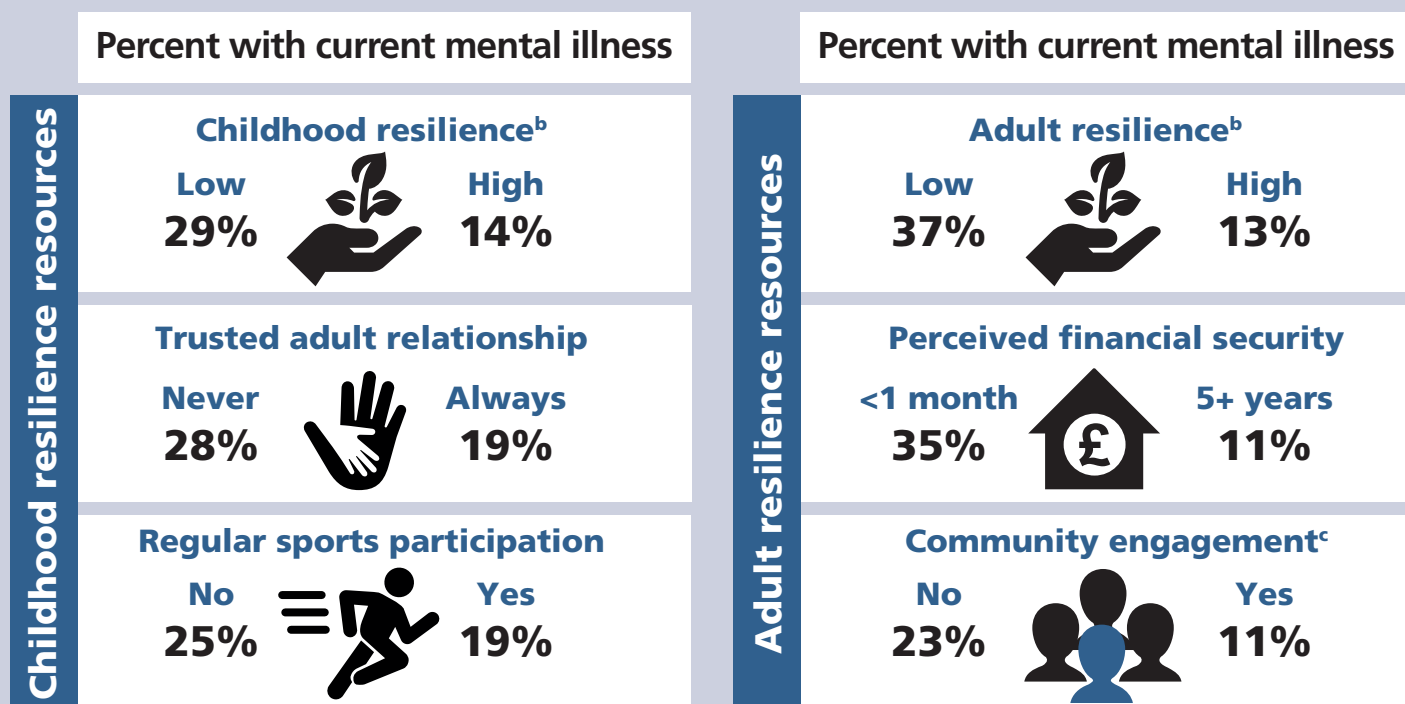 Percent with current mental illness
Childhood resilience resources
Childhood resilienceᵇ
Low High
29% 14%
Trusted adult relationship
Never Always
28% 19%
Regular sports participation
No Yes
25% 19%
Percent with current mental illness
Adult resilience resources
Adult resilienceᵇ
Low High
37% 13%
Perceived financial security
<1 month 5+ years
35% £ 11%
Community engagementᶜ
No Yes
23% 11%